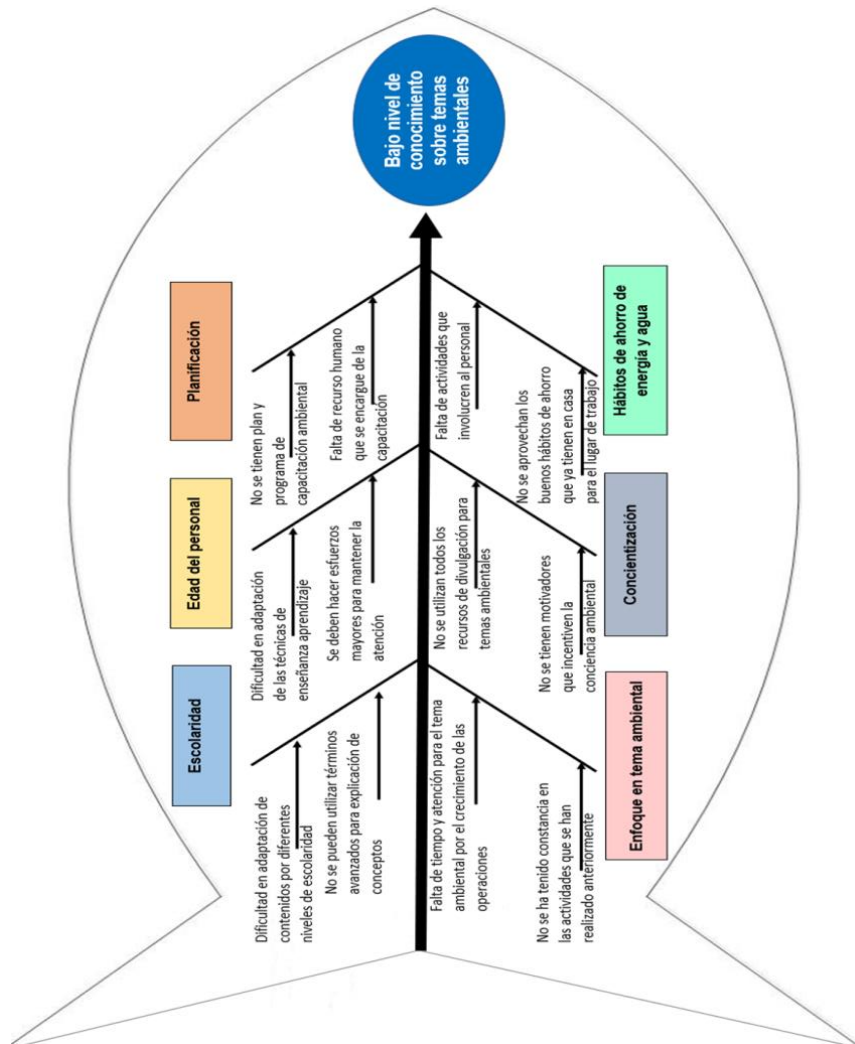 Escolaridad
Edad del personal
Planificación
Dificultad en adaptación de
contenidos por diferentes
niveles de escolaridad
No se pueden utilizar términos
avanzados para explicación de
conceptos
Dificultad en adaptación
de las técnicas de
enseñanza aprendizaje
Se deben hacer esfuerzos
mayores para mantener la
atención
No se tienen plan y
programa de
capacitación ambiental
Falta de recurso humano
que se encargue de la
capacitación
Bajo nivel de
conocimiento
sobre temas
ambientales
Falta de tiempo y atención para el tema
ambiental por el crecimiento de las
operaciones
No se ha tenido constancia en
las actividades que se han
realizado anteriormente
No se utilizan todos los
recursos de divulgación para
temas ambientales
No se tienen motivadores
que incentiven la
conciencia ambiental
Falta de actividades que
involucren al personal
No se aprovechan los
buenos hábitos de ahorro
que ya tienen en casa
para el lugar de trabajo
Enfoque en tema ambiental
Concientización
Hábitos de ahorro de
energía y agua